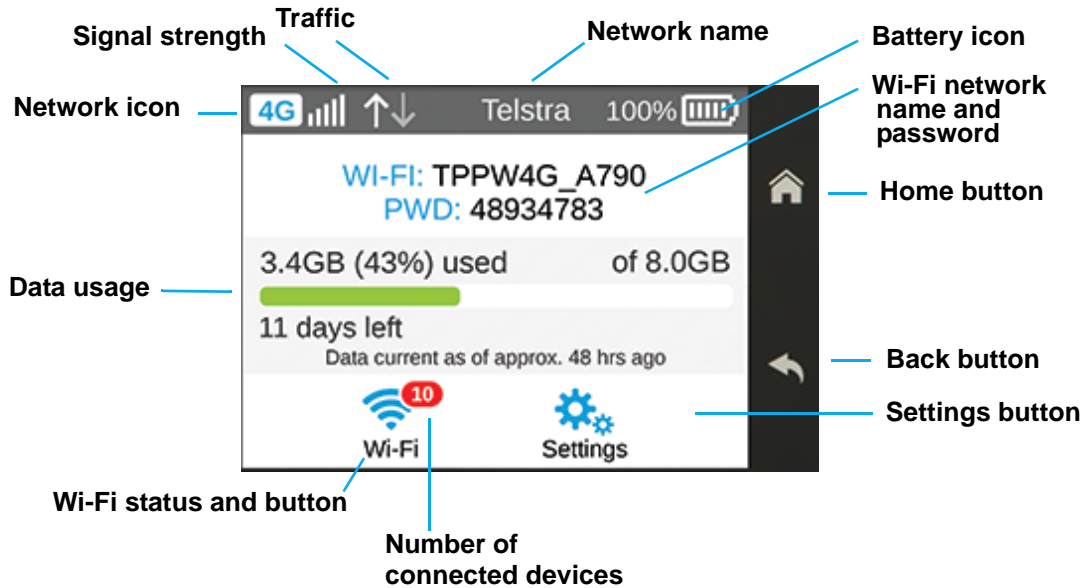 Traffic
Signal strength
Network name
Battery icon
Network icon
Wi-Fi network
name and
password
4G Telstra 100%
WI-FI: TPPW4G_A790
PWD: 48934783
Home button
3.4GB (43%) used of 8.0GB
Data usage
11 days left
Data current as of approx. 48 hrs ago
Back button
10
Settings button
Wi-Fi Settings
Wi-Fi status and button
Number of
connected devices